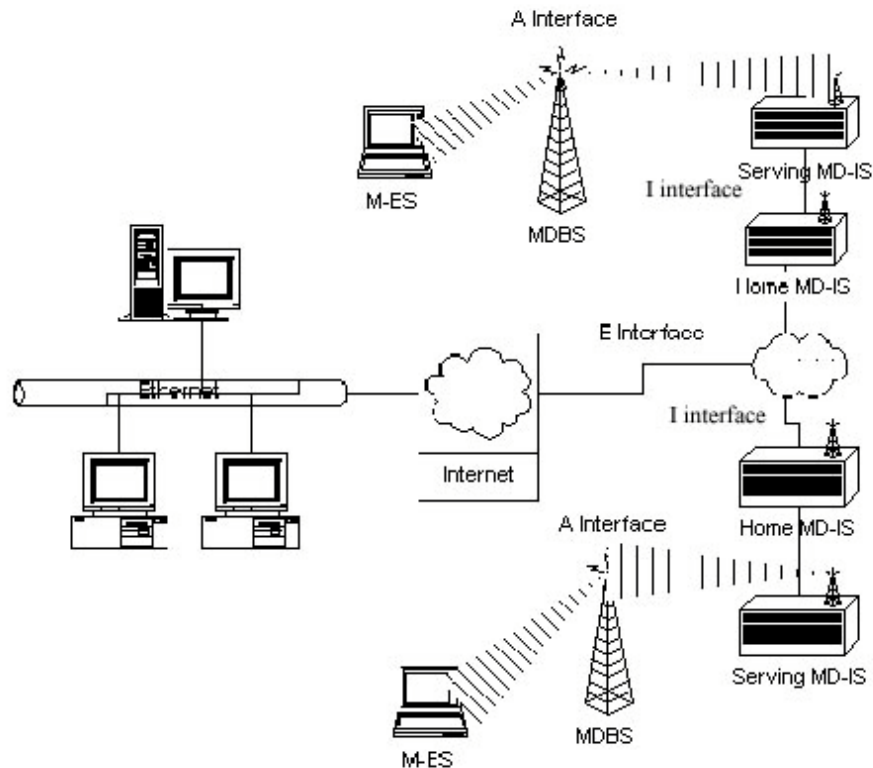 A Interface
Serving MD-IS
M-ES
I interface
MDBS
Home MD-IS
E Interface
Ethernet
I interface
Internet
A Interface
Home MD-IS
Serving MD-IS
MDBS
M-ES